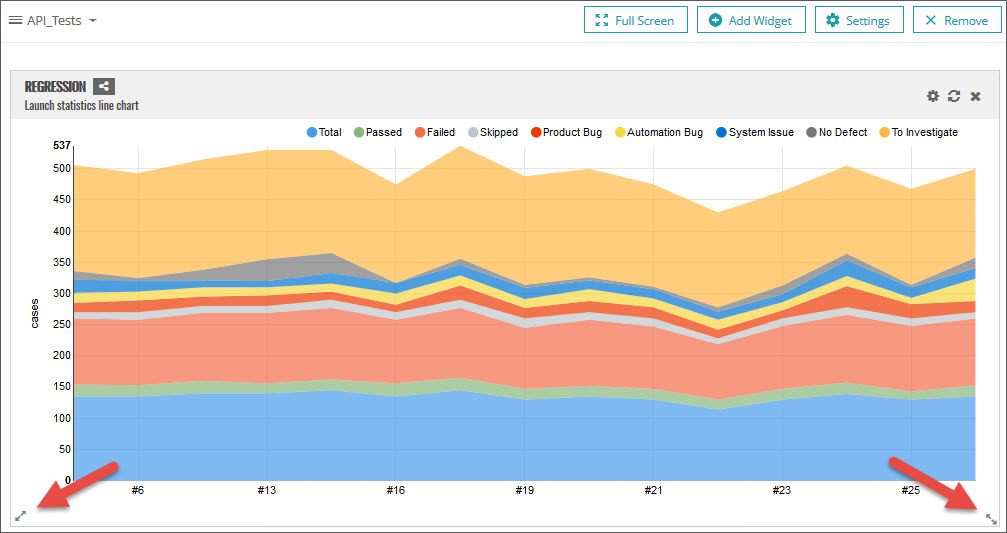 API_Tests
Full Screen
Add Widget
Settings
Remove
REGRESSION
Launch statistics line chart
Total Passed Failed Skipped Product Bug Automation Bug System Issue No Defect To Investigate
537
500
450
400
350
300
250
200
150
100
50
0
cases
#6 #13 #16 #19 #21 #23 #25